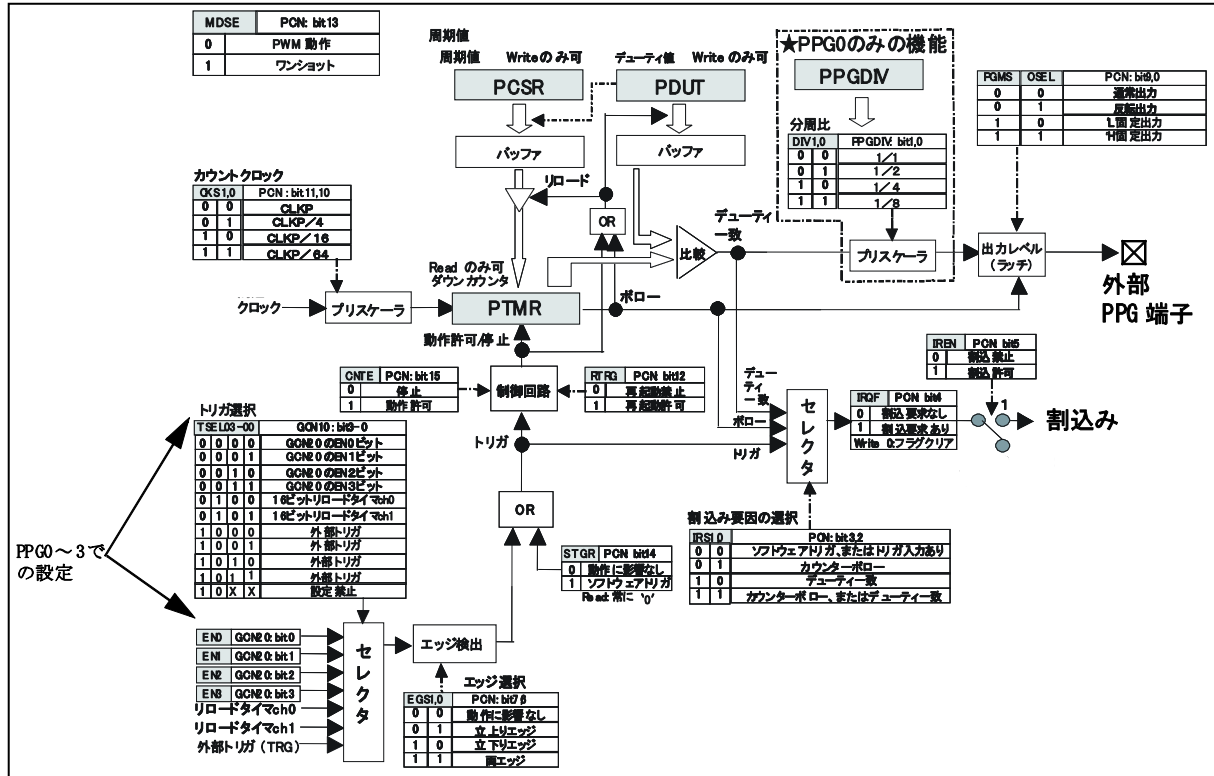 MDSE PCN: bit13
0 PWM 動作
1 ワンショット
周期値
周期値 Writeのみ可
PCSR
バッファ
デューティ値 Writeのみ可
PDUT
バッファ
★PPG0のみの機能
PPGDIV
分周比
DIV1,0 PPGDIV: bit1,0
0 0 1/1
0 1 1/2
1 0 1/4
1 1 1/8
プリスケーラ
PGMS OSEL PCN: bit9,0
0 0 通常出力
0 1 反転出力
1 0 'L'固定出力
1 1 'H'固定出力
カウントクロック
CKS1,0 PCN: bit11,10
0 0 CLKP
0 1 CLKP/4
1 0 CLKP/16
1 1 CLKP/64
クロック
プリスケーラ
リロード
OR
Read のみ可
ダウンカウンタ
PTMR
ボロー
比較
デューティ
一致
出力レベル
(ラッチ)
外部
PPG 端子
動作許可/停止
CNTE PCN: bit15
0 停止
1 動作許可
制御回路
RTRG PCN bit12
0 再起動禁止
1 再起動許可
トリガ
デュー
ティ
一致
ボロー
トリガ
セレクタ
IREN PCN bit5
0 割込禁止
1 割込許可
IRQF PCN bit4
0 割込要求なし
1 割込要求あり
Write 0:フラグクリア
1
割込み
トリガ選択
TSEL03-00 GCN10: bit3-0
0 0 0 0 GCN20のEN0ビット
0 0 0 1 GCN20のEN1ビット
0 0 1 0 GCN20のEN2ビット
0 0 1 1 GCN20のEN3ビット
0 1 0 0 16ビットリロードタイマch0
0 1 0 1 16ビットリロードタイマch1
1 0 0 0 外部トリガ
1 0 0 1 外部トリガ
1 0 1 0 外部トリガ
1 0 1 1 外部トリガ
1 0 X X 設定禁止
PPG0～3で
の設定
OR
STGR PCN bit14
0 動作に影響なし
1 ソフトウェアトリガ
Read:常に '0'
割込み要因の選択
IRS1,0 PCN: bit3,2
0 0 ソフトウェアトリガ、またはトリガ入力あり
0 1 カウンターボロー
1 0 デューティ一致
1 1 カウンターボロー、またはデューティ一致
EN0 GCN20: bit0
EN1 GCN20: bit1
EN2 GCN20: bit2
EN3 GCN20: bit3
リロードタイマch0
リロードタイマch1
外部トリガ (TRG)
セレクタ
エッジ検出
エッジ選択
EGS1,0 PCN: bit7,6
0 0 動作に影響なし
0 1 立上りエッジ
1 0 立下りエッジ
1 1 両エッジ